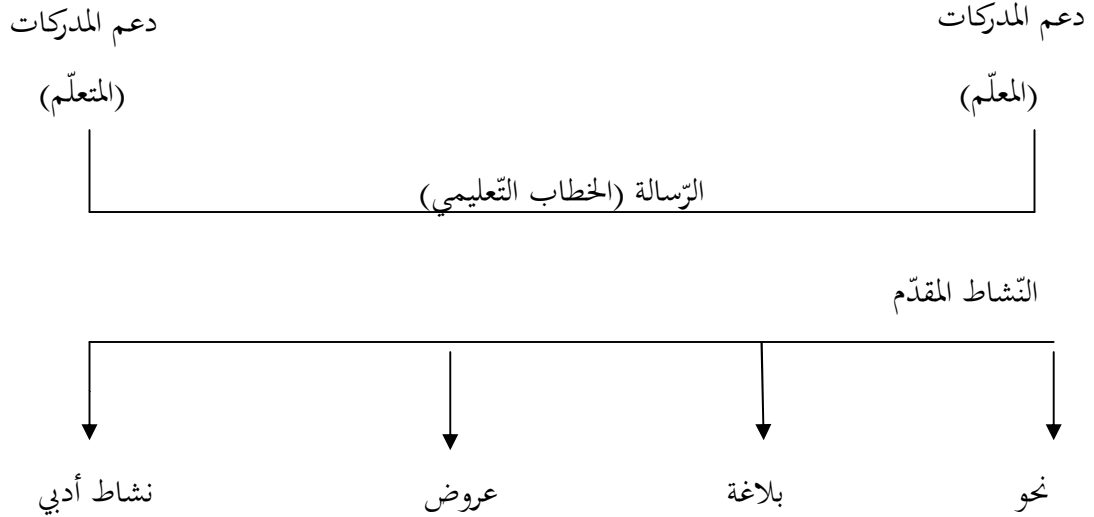 دعم المدركات دعم المدركات
(المعلّم) (المتعلّم)
الرّسالة (الخطاب التّعليمي)
النّشاط المقدّم
نحو بلاغة عروض نشاط أدبي